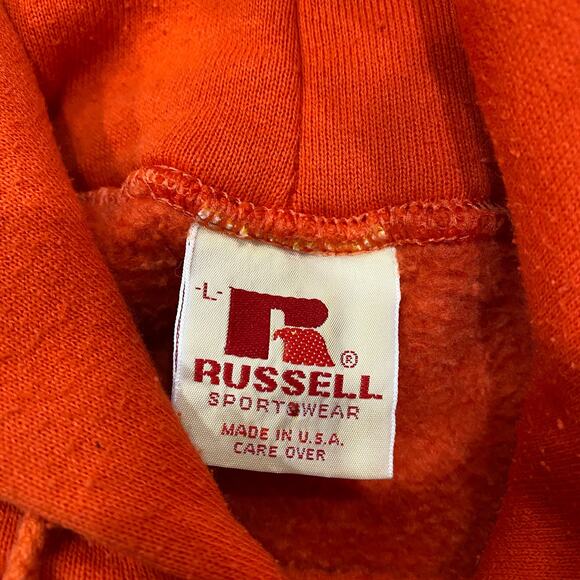 -L-
R
®
RUSSELL
SPORTSWEAR
MADE IN U.S.A.
CARE OVER